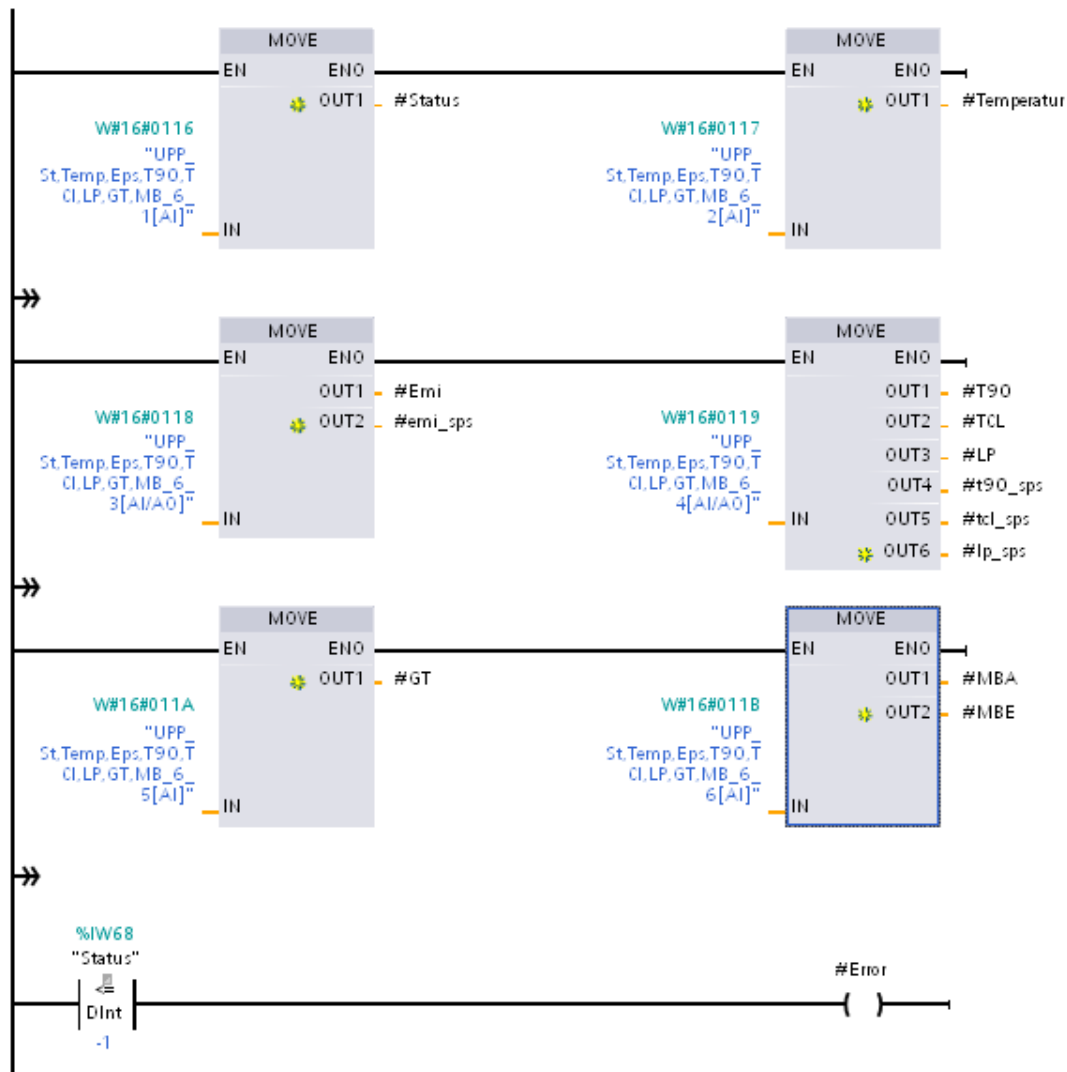 MOVE
MOVE
EN ENO
EN ENO
OUT1 #Status
OUT1 #Temperatur
W#16#0116
"UPP_
St,Temp,Eps,T90,T
Cl,LP,GT,MB_6_
1[AI]"
IN
W#16#0117
"UPP_
St,Temp,Eps,T90,T
Cl,LP,GT,MB_6_
2[AI]"
IN
MOVE
MOVE
EN ENO
EN ENO
OUT1 #Emi
OUT2 #emi_sps
W#16#0118
"UPP_
St,Temp,Eps,T90,T
Cl,LP,GT,MB_6_
3[AI/AO]"
IN
OUT1 #T90
OUT2 #TCL
OUT3 #LP
OUT4 #t90_sps
OUT5 #tcl_sps
OUT6 #lp_sps
W#16#0119
"UPP_
St,Temp,Eps,T90,T
Cl,LP,GT,MB_6_
4[AI/AO]"
IN
MOVE
MOVE
EN ENO
EN ENO
OUT1 #GT
W#16#011A
"UPP_
St,Temp,Eps,T90,T
Cl,LP,GT,MB_6_
5[AI]"
IN
OUT1 #MBA
OUT2 #MBE
W#16#011B
"UPP_
St,Temp,Eps,T90,T
Cl,LP,GT,MB_6_
6[AI]"
IN
%IW68
"Status"
<=
DInt
-1
#Error
( )